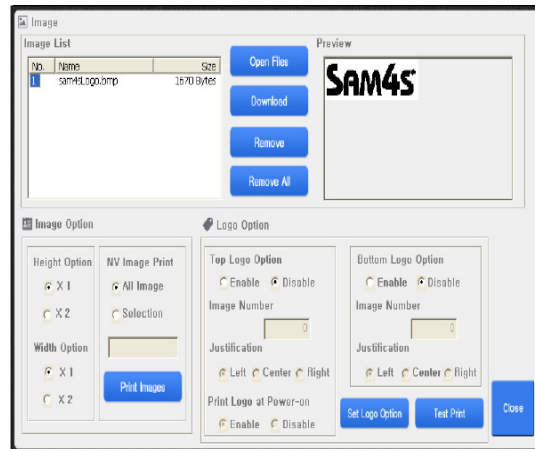 Image
Image List
Preview
No. Name Size
1 sam4sLogo.bmp 1670 Bytes
Open Files
Download
Remove
Remove All
SAM4S
Image Option
Height Option
X 1
X 2
Width Option
X 1
X 2
NV Image Print
All Image
Selection
Print Images
Logo Option
Top Logo Option
Enable Disable
Image Number
0
Justification
Left Center Right
Print Logo at Power-on
Enable Disable
Bottom Logo Option
Enable Disable
Image Number
0
Justification
Left Center Right
Set Logo Option
Test Print
Close